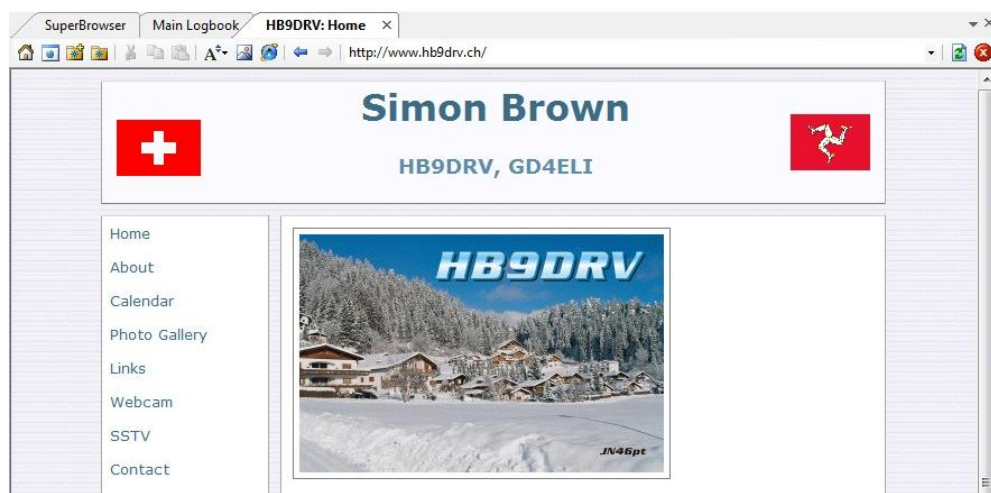 SuperBrowser Main Logbook HB9DRV: Home
http://www.hb9drv.ch/
Simon Brown
HB9DRV, GD4ELI
Home
About
Calendar
Photo Gallery
Links
Webcam
SSTV
Contact
HB9DRV
JN46pt